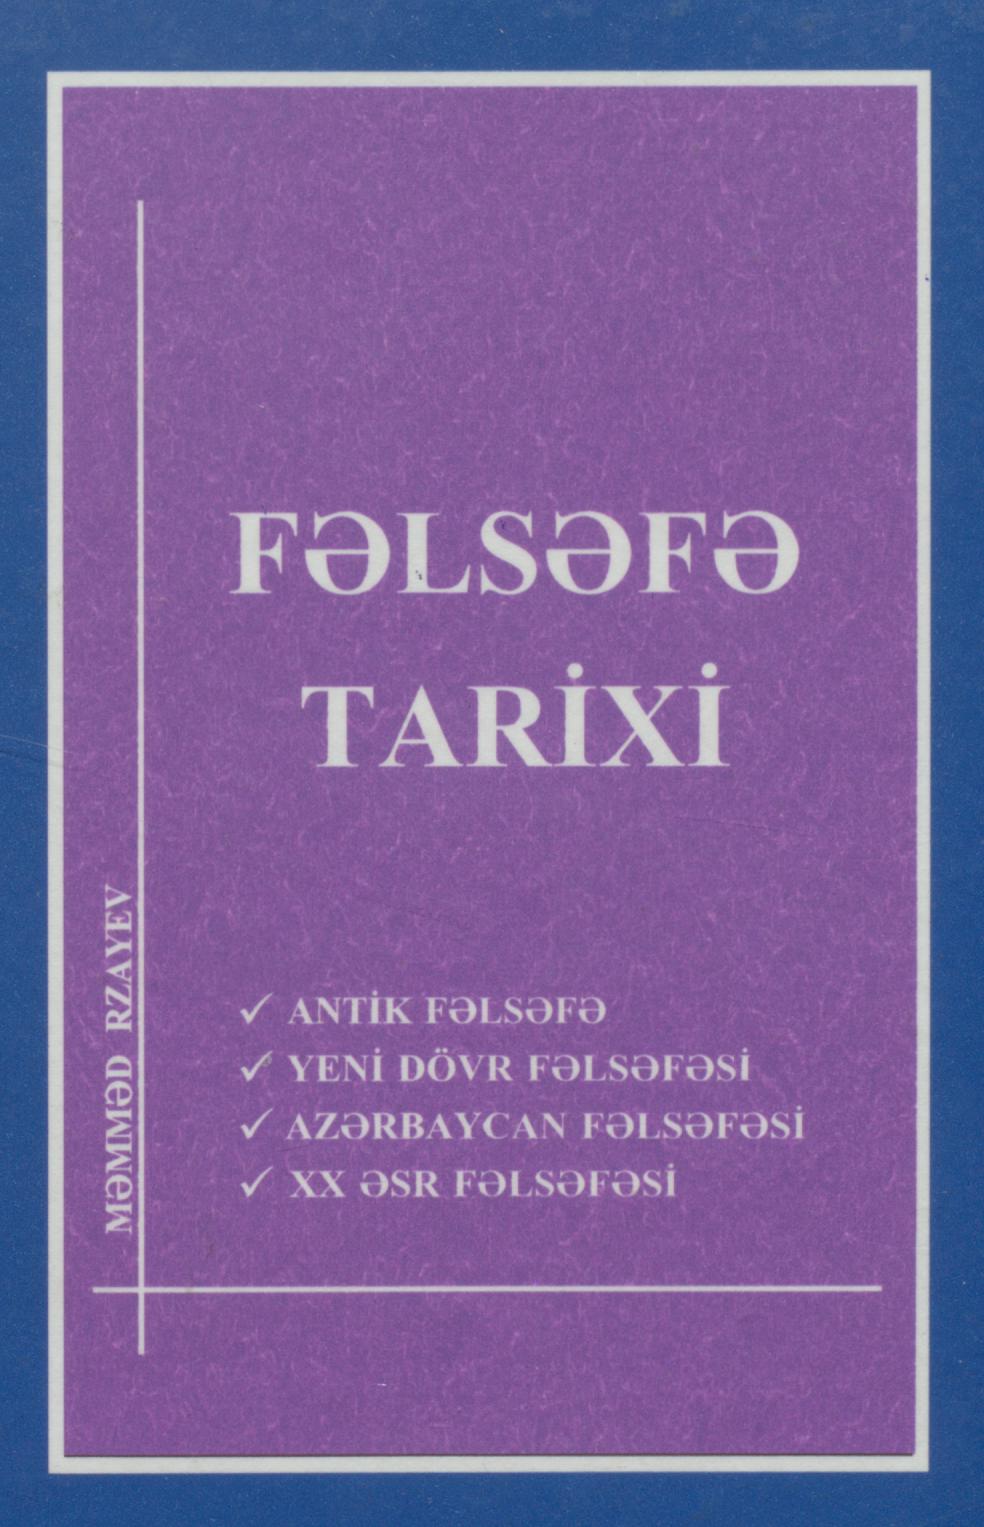 FƏLSƏFƏ
TARİXİ
MƏMMƏD RZAYEV
✓ ANTİK FƏLSƏFƏ
✓ YENİ DÖVR FƏLSƏFƏSİ
✓ AZƏRBAYCAN FƏLSƏFƏSİ
✓ XX ƏSR FƏLSƏFƏSİ